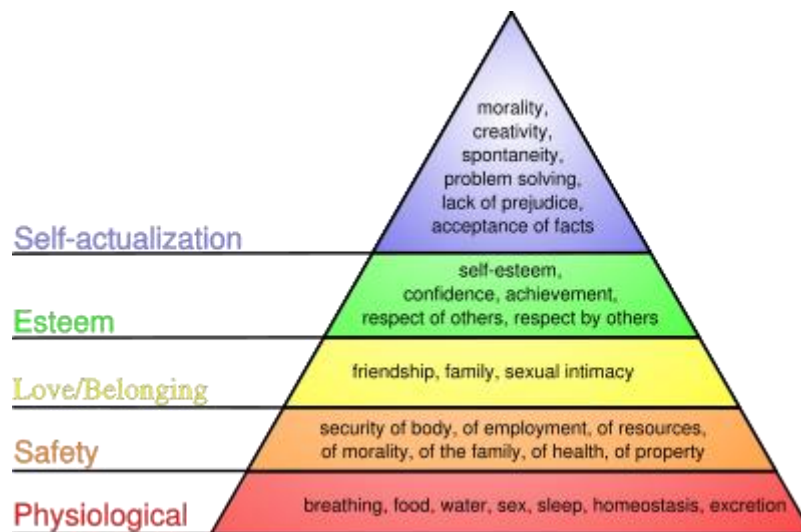 morality,
creativity,
spontaneity,
problem solving,
lack of prejudice,
acceptance of facts
Self-actualization
self-esteem,
confidence, achievement,
respect of others, respect by others
Esteem
friendship, family, sexual intimacy
Love/Belonging
security of body, of employment, of resources,
of morality, of the family, of health, of property
Safety
breathing, food, water, sex, sleep, homeostasis, excretion
Physiological